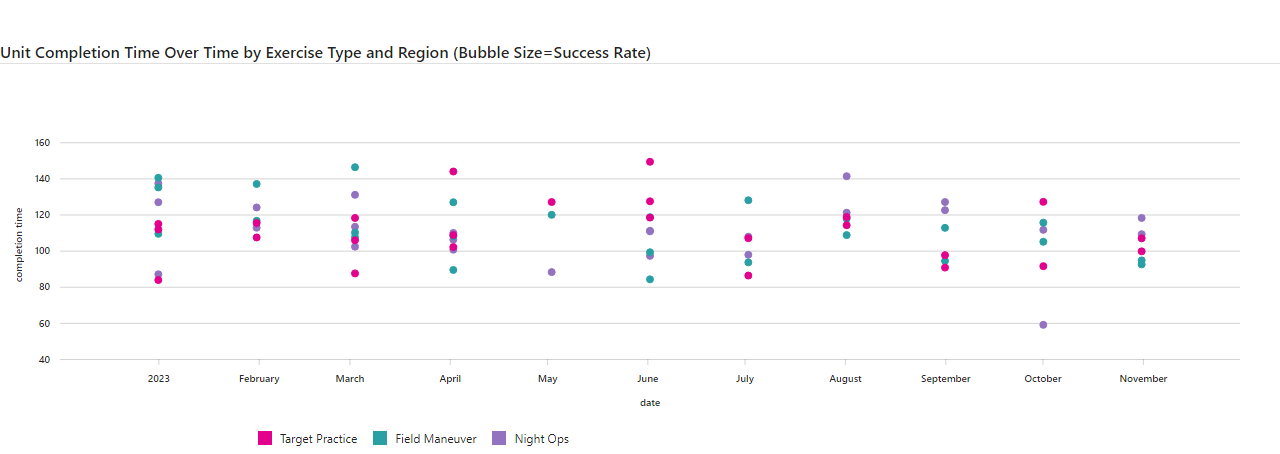 Unit Completion Time Over Time by Exercise Type and Region (Bubble Size=Success Rate)
160
140
120
100
80
60
40
completion time
2023 February March April May June July August September October November
date
Target Practice Field Maneuver Night Ops